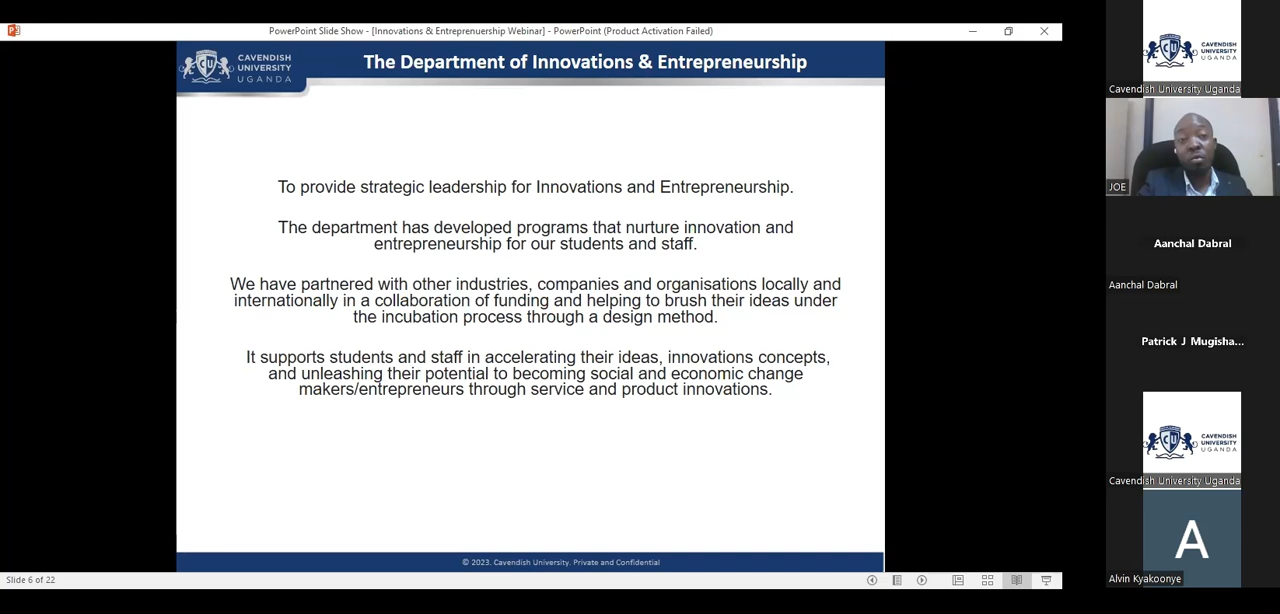 PowerPoint Slide Show - [Innovations & Entreprenuership Webinar] - PowerPoint (Product Activation Failed)
CAVENDISH
UNIVERSITY
UGANDA
The Department of Innovations & Entrepreneurship
To provide strategic leadership for Innovations and Entrepreneurship.
The department has developed programs that nurture innovation and
entrepreneurship for our students and staff.
We have partnered with other industries, companies and organisations locally and
internationally in a collaboration of funding and helping to brush their ideas under
the incubation process through a design method.
It supports students and staff in accelerating their ideas, innovations concepts,
and unleashing their potential to becoming social and economic change
makers/entrepreneurs through service and product innovations.
© 2023. Cavendish University. Private and Confidential
Slide 6 of 22
CU
CAVENDISH
UNIVERSITY
UGANDA
Cavendish University Uganda
JOE
Aanchal Dabral
Aanchal Dabral
Patrick J Mugisha...
CU
CAVENDISH
UNIVERSITY
UGANDA
Cavendish University Uganda
A
Alvin Kyakoonye